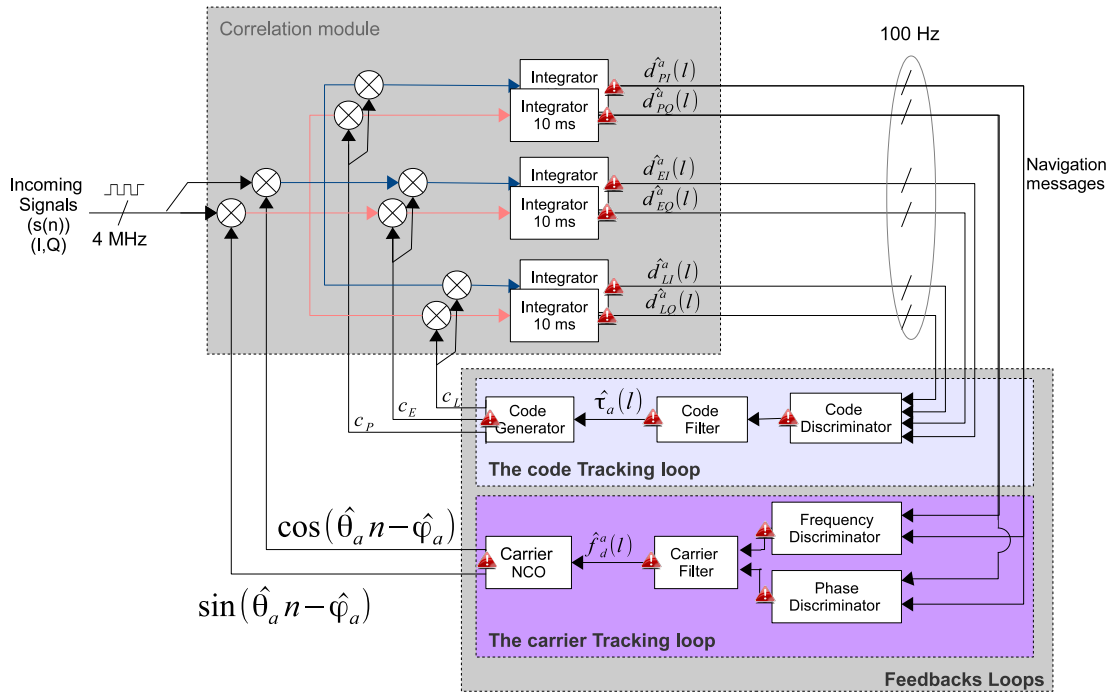 Correlation module
100 Hz
Integrator
Integrator
10 ms
d̂ᵃ_PI(l)
d̂ᵃ_PQ(l)
Incoming
Signals
(s(n))
(I,Q)
4 MHz
Integrator
Integrator
10 ms
d̂ᵃ_EI(l)
d̂ᵃ_EQ(l)
Navigation
messages
Integrator
Integrator
10 ms
d̂ᵃ_LI(l)
d̂ᵃ_LQ(l)
c_L
c_E
c_P
Code
Generator
τ̂_a(l)
Code
Filter
Code
Discriminator
The code Tracking loop
cos(θ̂_a n−φ̂_a)
sin(θ̂_a n−φ̂_a)
Carrier
NCO
f̂ᵃ_d(l)
Carrier
Filter
Frequency
Discriminator
Phase
Discriminator
The carrier Tracking loop
Feedbacks Loops